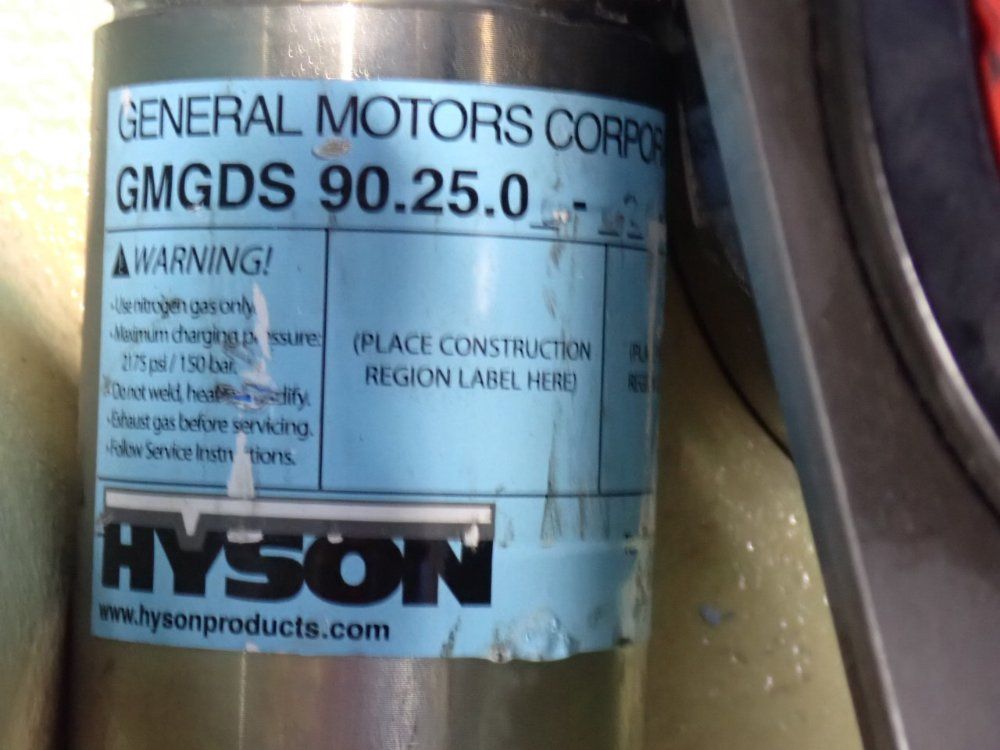 GENERAL MOTORS CORPOR
GMGDS 90.25.0
WARNING!
•Use nitrogen gas only.
•Maximum charging pressure:
2175 psi / 150 bar.
•Do not weld, heat
•Exhaust gas before servicing.
•Follow Service Instructions.
(PLACE CONSTRUCTION
REGION LABEL HERE)
HYSON
www.hysonproducts.com